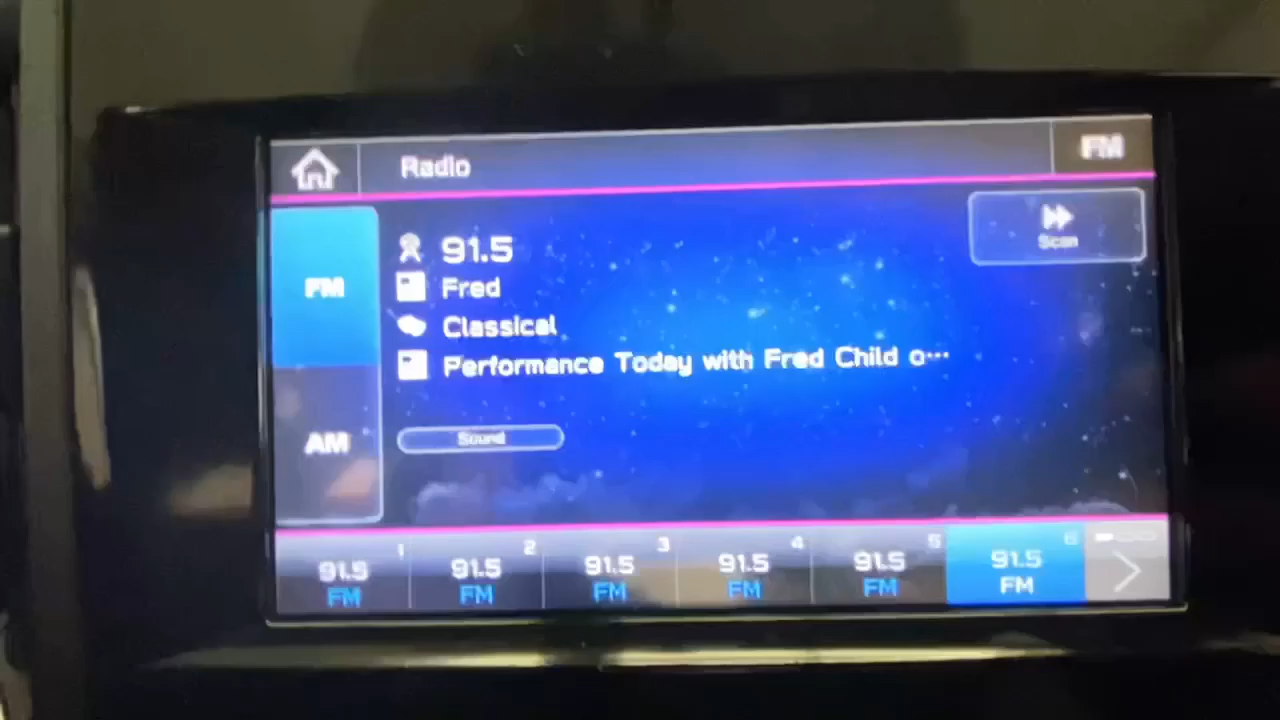 Radio
FM
FM
91.5
Scan
Fred
Classical
Performance Today with Fred Child o…
AM
Sound
1 2 3 4 5 6
91.5 91.5 91.5 91.5 91.5 91.5
FM FM FM FM FM FM